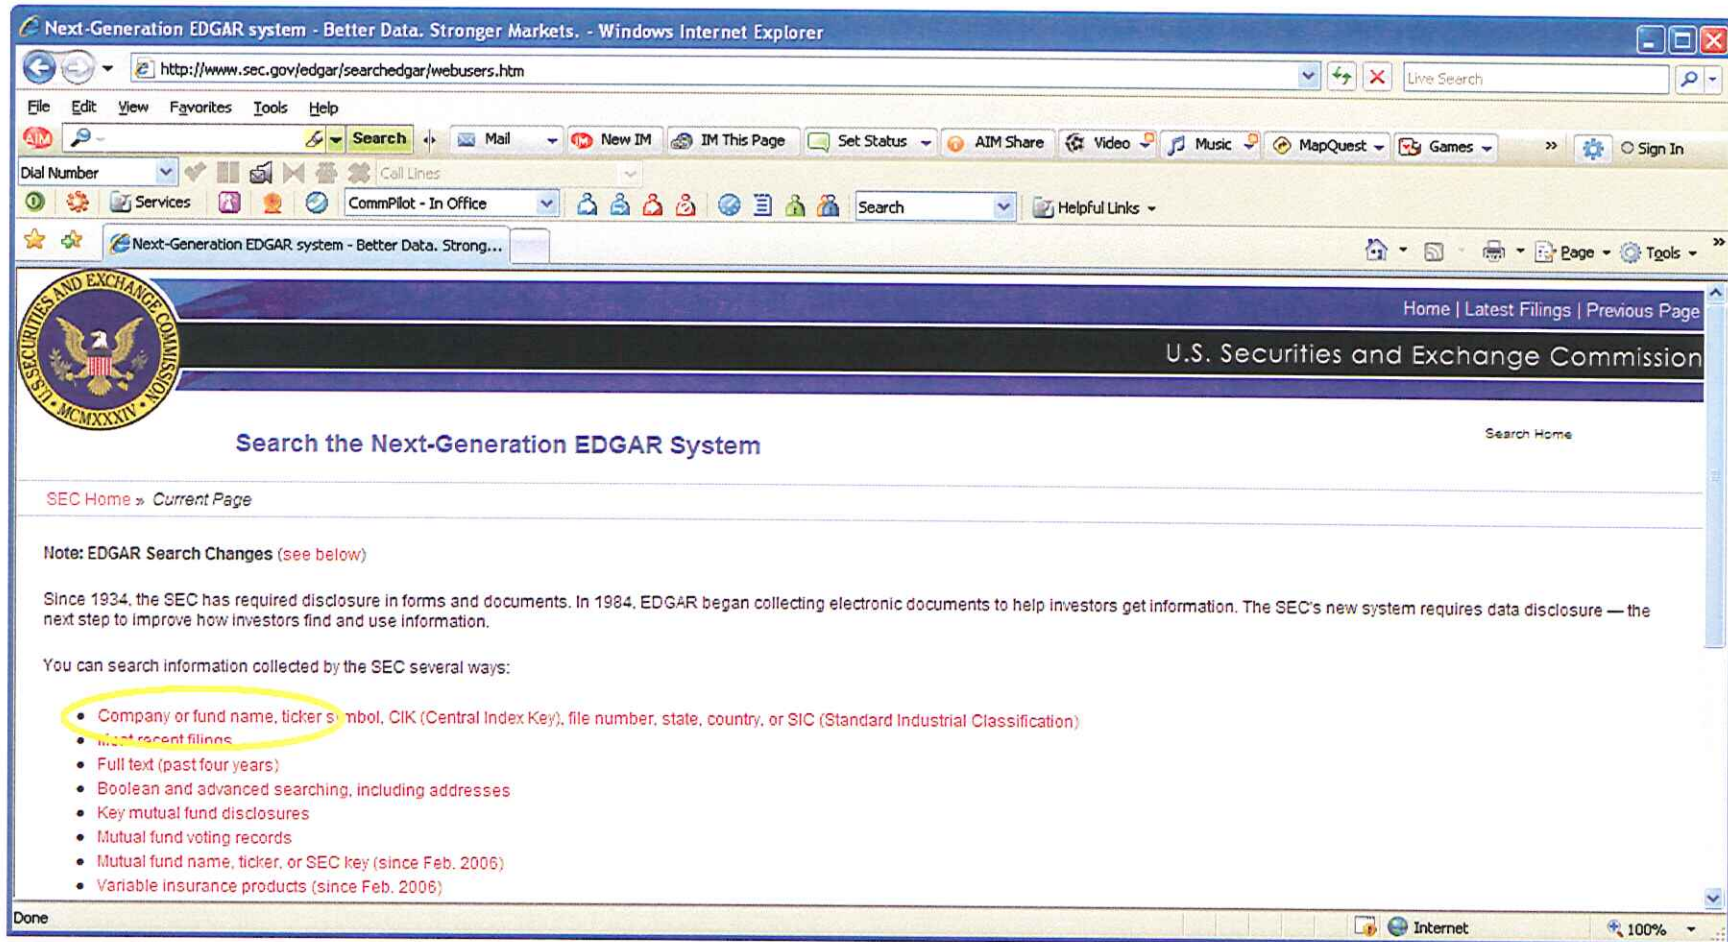 Next-Generation EDGAR system - Better Data. Stronger Markets. - Windows Internet Explorer
http://www.sec.gov/edgar/searchedgar/webusers.htm
Live Search
File Edit View Favorites Tools Help
AIM Search Mail New IM IM This Page Set Status AIM Share Video Music MapQuest Games » Sign In
Dial Number Call Lines
Services CommPilot - In Office Search Helpful Links
Next-Generation EDGAR system - Better Data. Strong... Page Tools »
U.S. SECURITIES AND EXCHANGE COMMISSION
MCMXXXIV
Home | Latest Filings | Previous Page
U.S. Securities and Exchange Commission
Search the Next-Generation EDGAR System
Search Home
SEC Home » Current Page
Note: EDGAR Search Changes (see below)
Since 1934, the SEC has required disclosure in forms and documents. In 1984, EDGAR began collecting electronic documents to help investors get information. The SEC's new system requires data disclosure — the
next step to improve how investors find and use information.
You can search information collected by the SEC several ways:
• Company or fund name, ticker symbol, CIK (Central Index Key), file number, state, country, or SIC (Standard Industrial Classification)
• Most recent filings
• Full text (past four years)
• Boolean and advanced searching, including addresses
• Key mutual fund disclosures
• Mutual fund voting records
• Mutual fund name, ticker, or SEC key (since Feb. 2006)
• Variable insurance products (since Feb. 2006)
Done Internet 100%